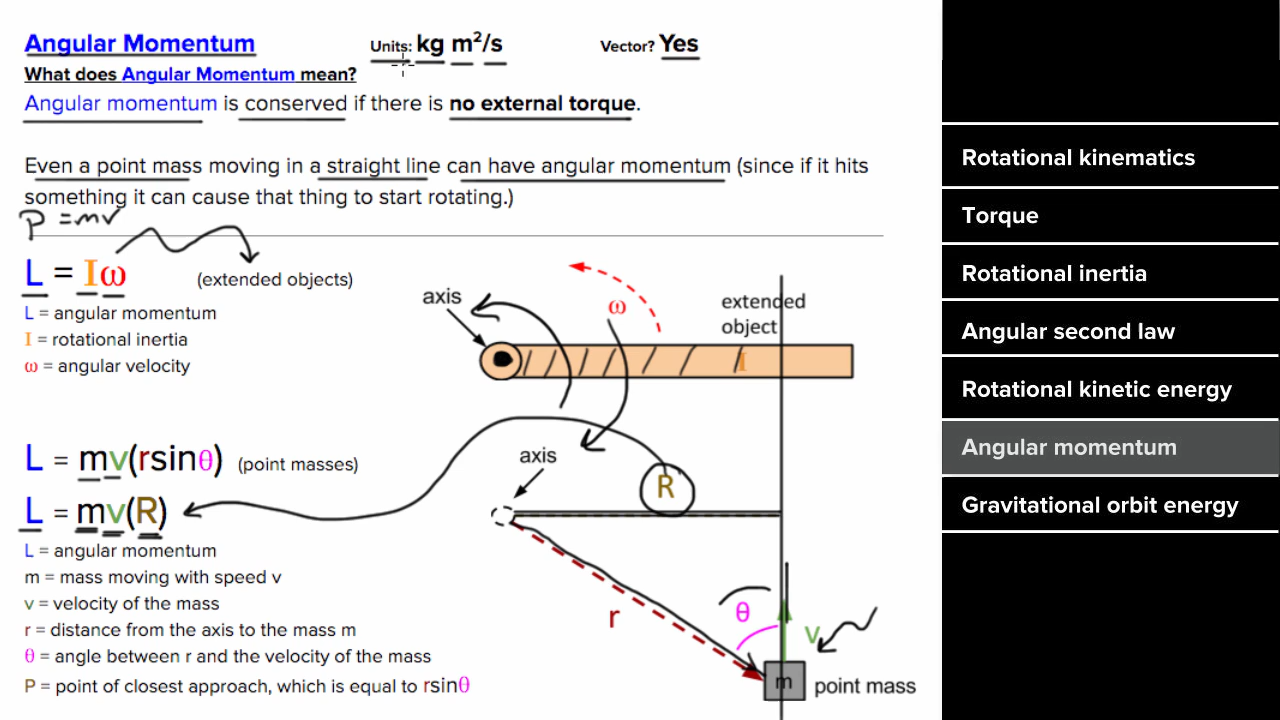 Angular Momentum Units: kg m²/s Vector? Yes
What does Angular Momentum mean?
Angular momentum is conserved if there is no external torque.
Even a point mass moving in a straight line can have angular momentum (since if it hits
something it can cause that thing to start rotating.)
P = mv
L = Iω (extended objects)
L = angular momentum
I = rotational inertia
ω = angular velocity
axis
ω
extended
object
I
L = mv(rsinθ) (point masses)
L = mv(R)
L = angular momentum
m = mass moving with speed v
v = velocity of the mass
r = distance from the axis to the mass m
θ = angle between r and the velocity of the mass
P = point of closest approach, which is equal to rsinθ
axis
R
r
θ
v
m
point mass
Rotational kinematics
Torque
Rotational inertia
Angular second law
Rotational kinetic energy
Angular momentum
Gravitational orbit energy